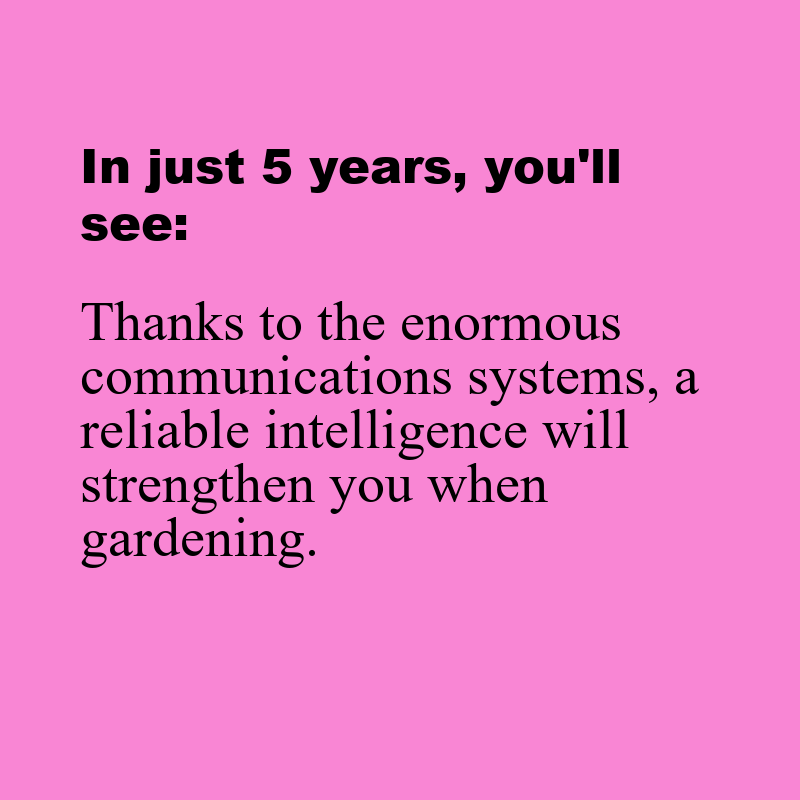 In just 5 years, you'll
see:
Thanks to the enormous
communications systems, a
reliable intelligence will
strengthen you when
gardening.